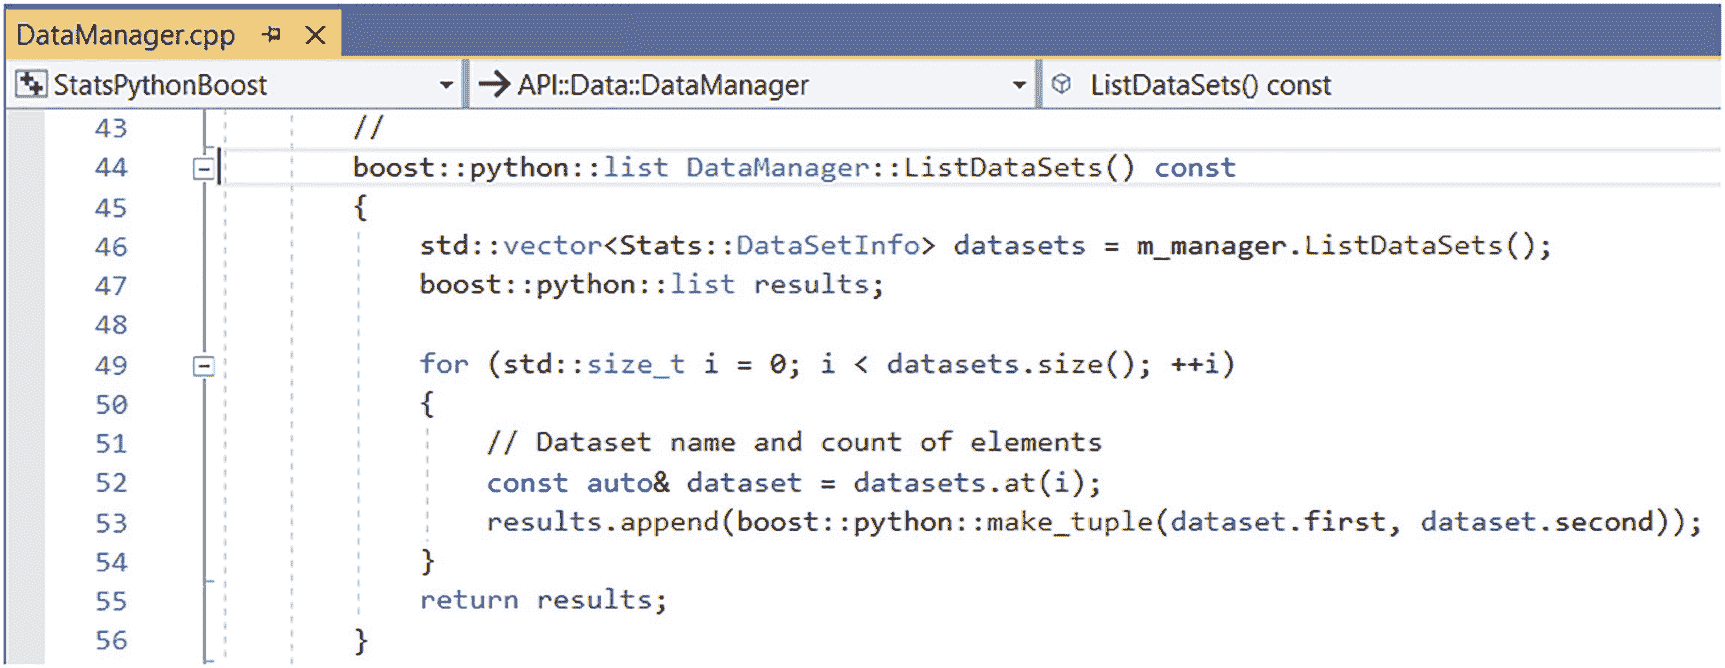 DataManager.cpp
StatsPythonBoost API::Data::DataManager ListDataSets() const
43 //
44 boost::python::list DataManager::ListDataSets() const
45 {
46 std::vector<Stats::DataSetInfo> datasets = m_manager.ListDataSets();
47 boost::python::list results;
48
49 for (std::size_t i = 0; i < datasets.size(); ++i)
50 {
51 // Dataset name and count of elements
52 const auto& dataset = datasets.at(i);
53 results.append(boost::python::make_tuple(dataset.first, dataset.second));
54 }
55 return results;
56 }